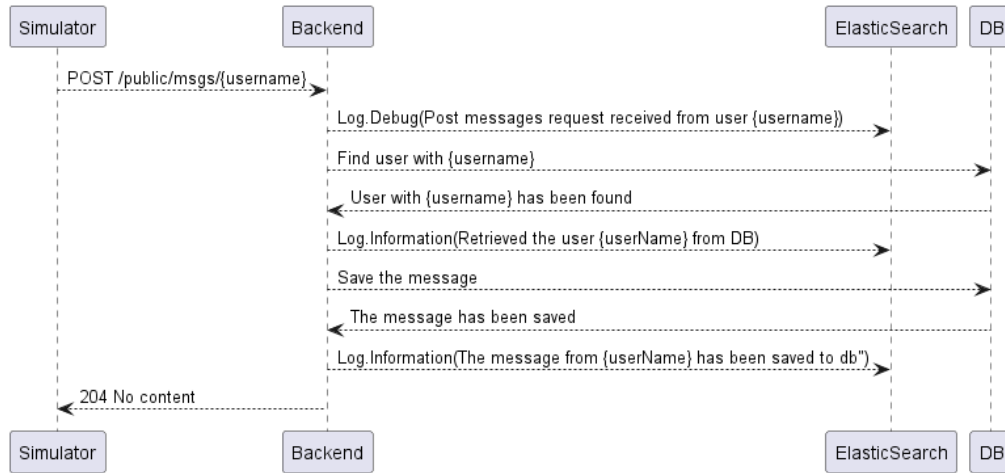 Simulator Backend ElasticSearch DB
POST /public/msgs/{username}
Log.Debug(Post messages request received from user {username})
Find user with {username}
User with {username} has been found
Log.Information(Retrieved the user {userName} from DB)
Save the message
The message has been saved
Log.Information(The message from {userName} has been saved to db")
204 No content
Simulator Backend ElasticSearch DB